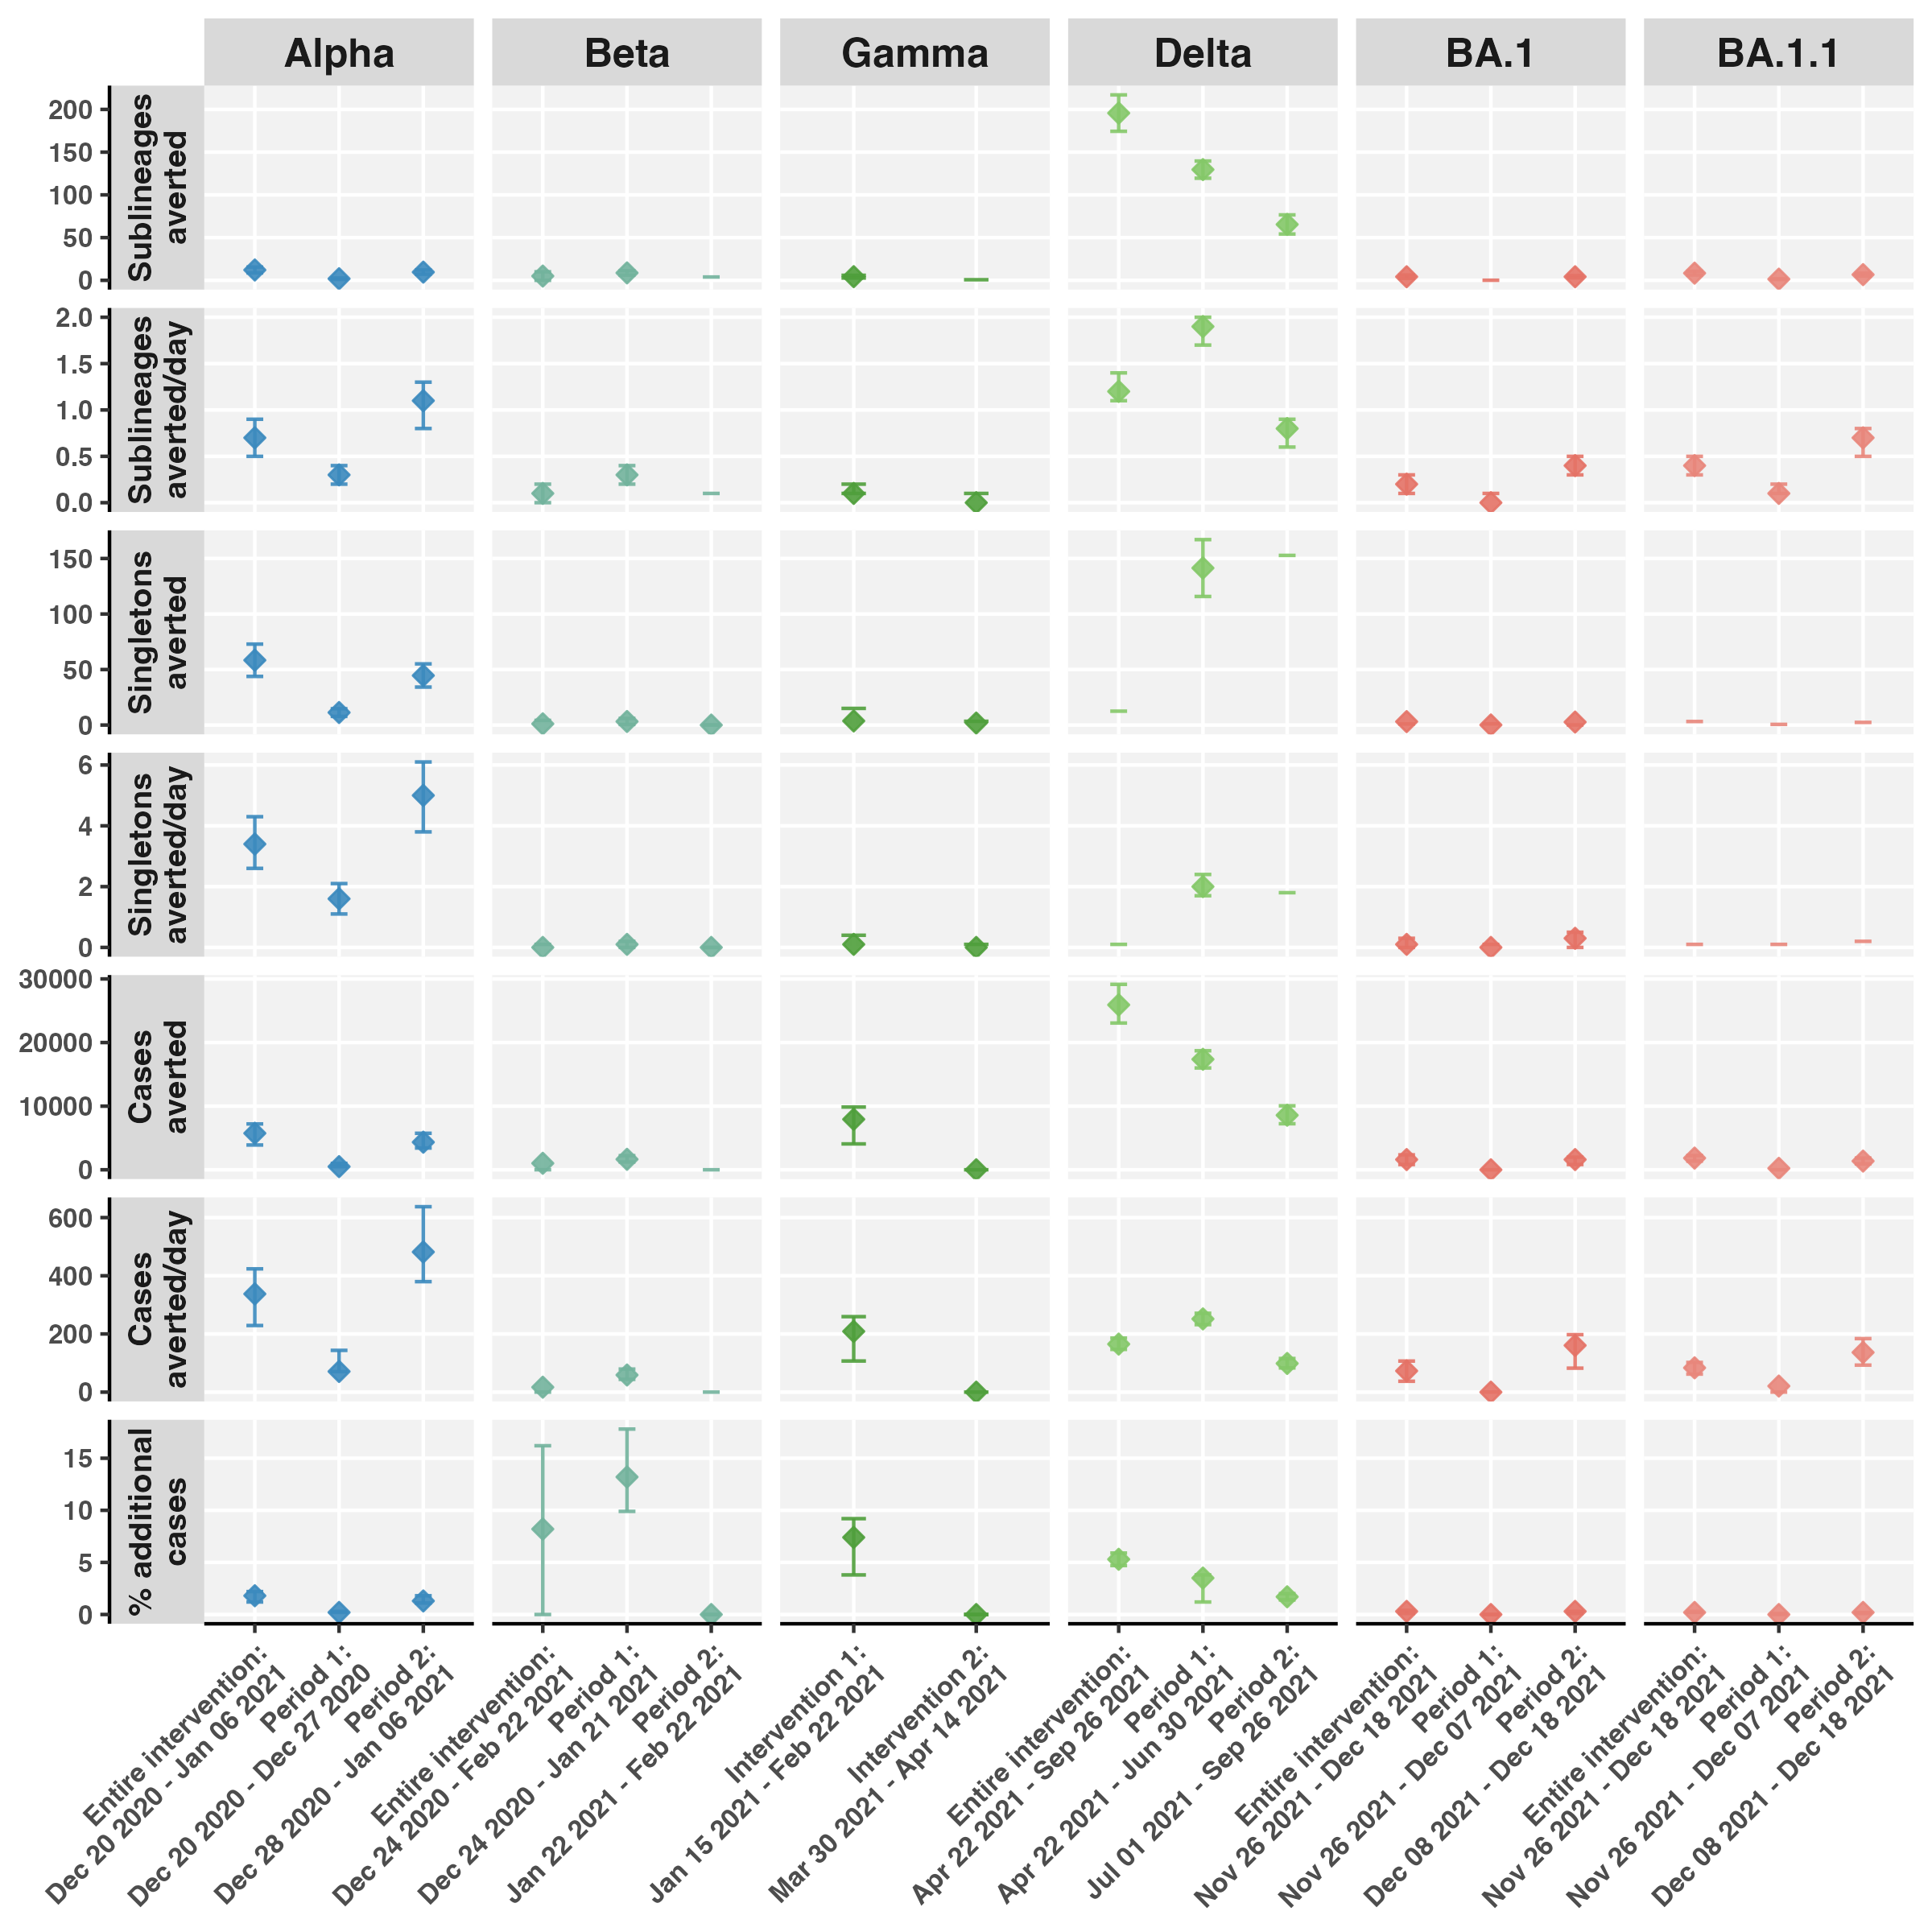 Alpha
Beta
Gamma
Delta
BA.1
BA.1.1
Sublineages
averted
200
150
100
50
0
Sublineages
averted/day
2.0
1.5
1.0
0.5
0.0
Singletons
averted
150
100
50
0
Singletons
averted/day
6
4
2
0
Cases
averted
30000
20000
10000
0
Cases
averted/day
600
400
200
0
% additional
cases
15
10
5
0
Entire intervention:
Dec 20 2020 - Jan 06 2021
Period 1:
Dec 20 2020 - Dec 27 2020
Period 2:
Dec 28 2020 - Jan 06 2021
Entire intervention:
Dec 24 2020 - Feb 22 2021
Period 1:
Dec 24 2020 - Jan 21 2021
Period 2:
Jan 22 2021 - Feb 22 2021
Intervention 1:
Jan 15 2021 - Feb 22 2021
Intervention 2:
Mar 30 2021 - Apr 14 2021
Entire intervention:
Apr 22 2021 - Sep 26 2021
Period 1:
Apr 22 2021 - Jun 30 2021
Period 2:
Jul 01 2021 - Sep 26 2021
Entire intervention:
Nov 26 2021 - Dec 18 2021
Period 1:
Nov 26 2021 - Dec 07 2021
Period 2:
Dec 08 2021 - Dec 18 2021
Entire intervention:
Nov 26 2021 - Dec 18 2021
Period 1:
Nov 26 2021 - Dec 07 2021
Period 2:
Dec 08 2021 - Dec 18 2021